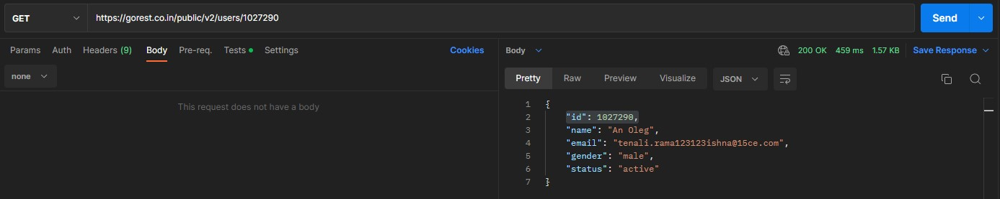 GET https://gorest.co.in/public/v2/users/1027290 Send
Params Auth Headers (9) Body Pre-req. Tests Settings Cookies
none
This request does not have a body
Body 200 OK 459 ms 1.57 KB Save Response
Pretty Raw Preview Visualize JSON
1 {
2 "id": 1027290,
3 "name": "An Oleg",
4 "email": "tenali.rama123123ishna@15ce.com",
5 "gender": "male",
6 "status": "active"
7 }